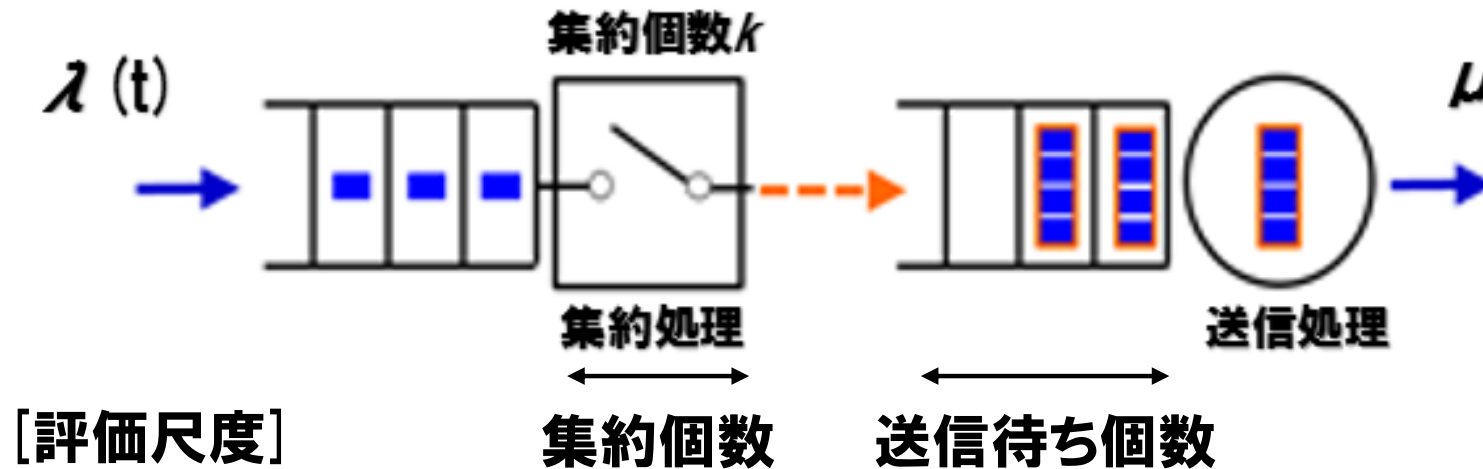 集約個数k
λ (t)
μ
集約処理
送信処理
[評価尺度]
集約個数
送信待ち個数